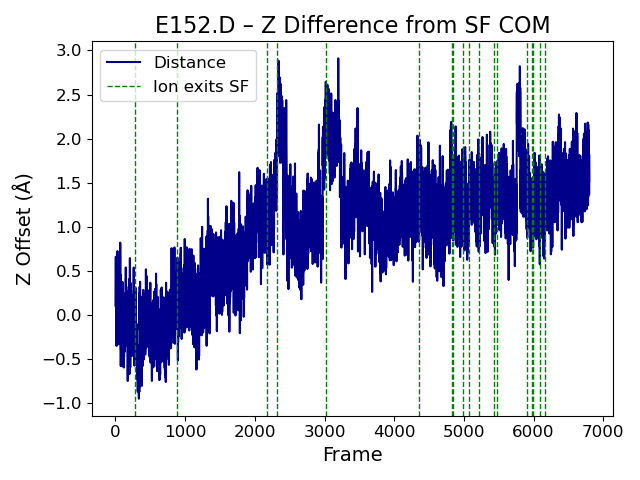 E152.D – Z Difference from SF COM
Distance
Ion exits SF
Z Offset (Å)
3.0
2.5
2.0
1.5
1.0
0.5
0.0
−0.5
−1.0
0 1000 2000 3000 4000 5000 6000 7000
Frame